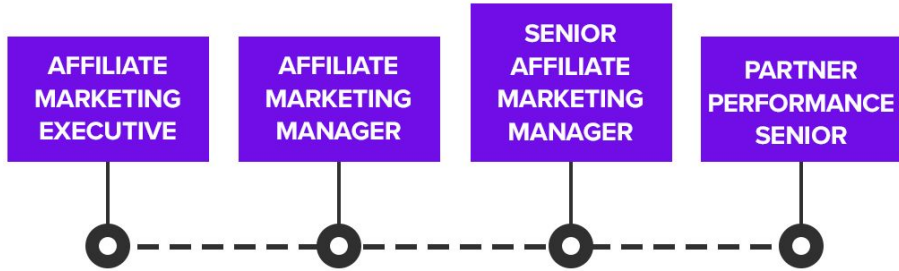 AFFILIATE
MARKETING
EXECUTIVE
AFFILIATE
MARKETING
MANAGER
SENIOR
AFFILIATE
MARKETING
MANAGER
PARTNER
PERFORMANCE
SENIOR